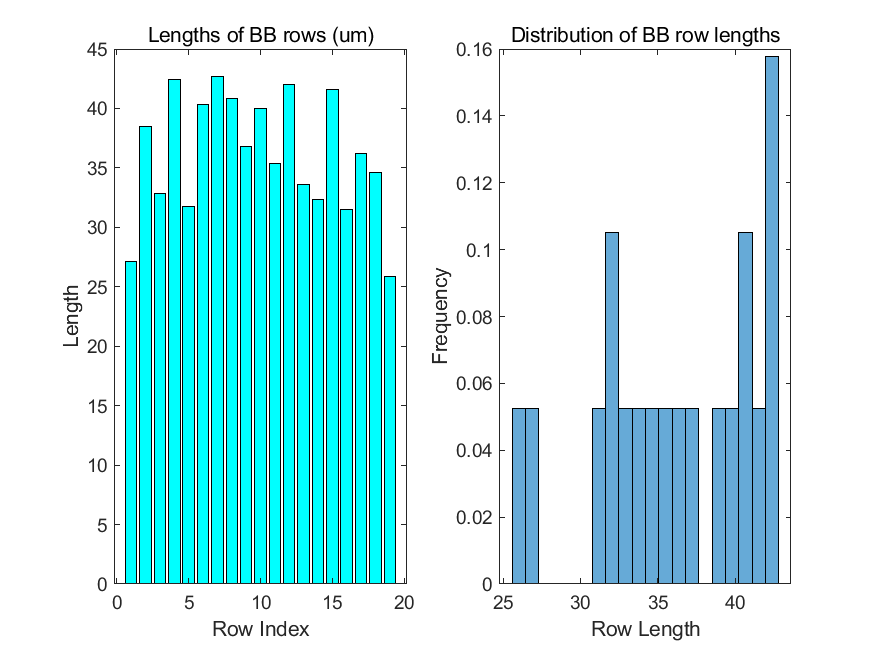 Lengths of BB rows (um)
45
40
35
30
25
20
15
10
5
0
Length
0 5 10 15 20
Row Index
Distribution of BB row lengths
0.16
0.14
0.12
0.1
0.08
0.06
0.04
0.02
0
Frequency
25 30 35 40
Row Length